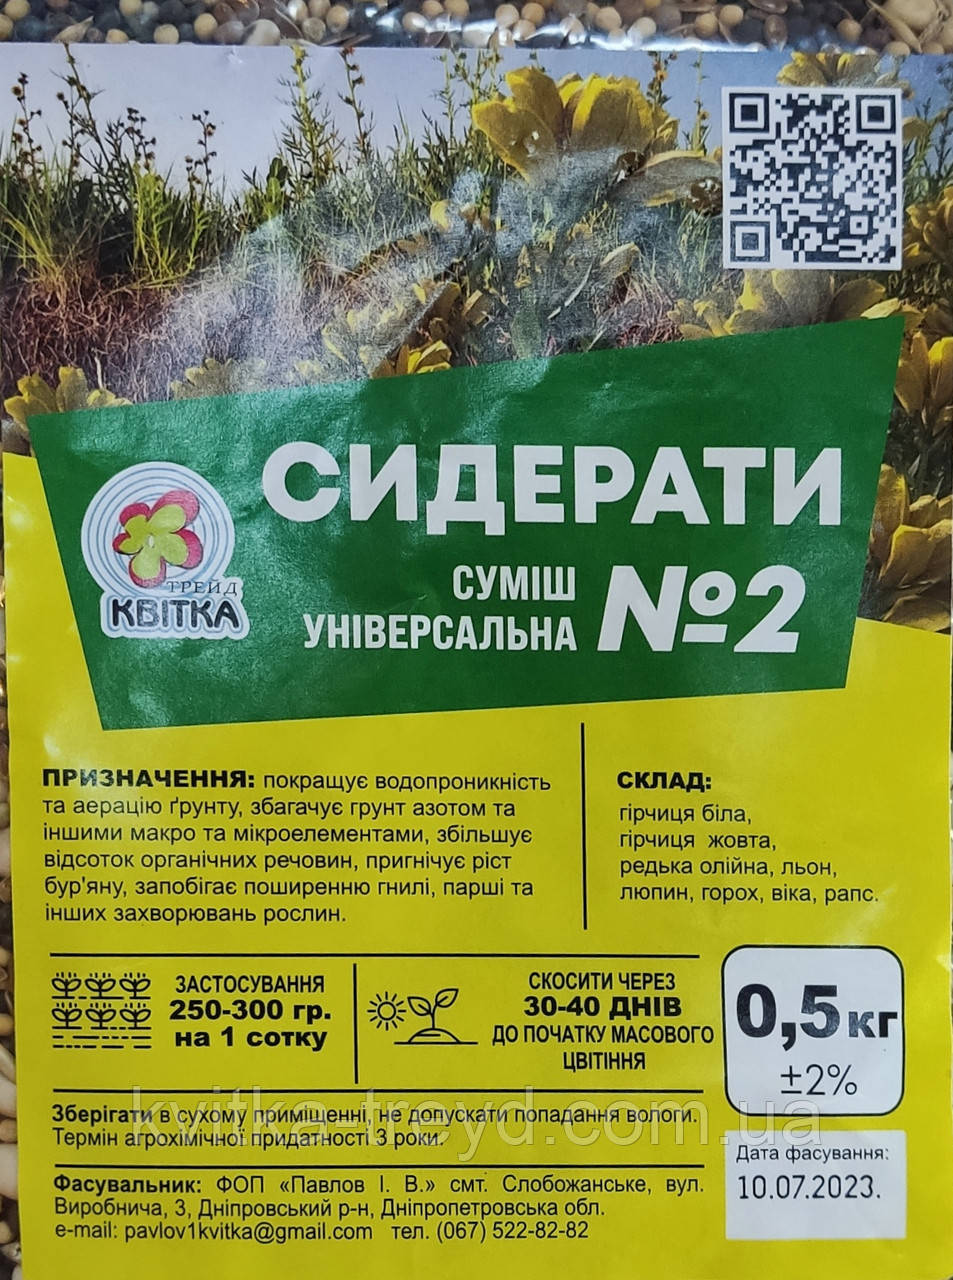 СИДЕРАТИ
СУМІШ
УНІВЕРСАЛЬНА
№2
ТРЕЙД
КВІТКА
ПРИЗНАЧЕННЯ: покращує водопроникність
та аерацію ґрунту, збагачує грунт азотом та
іншими макро та мікроелементами, збільшує
відсоток органічних речовин, пригнічує ріст
бур'яну, запобігає поширенню гнилі, парші та
інших захворювань рослин.
СКЛАД:
гірчиця біла,
гірчиця жовта,
редька олійна, льон,
люпин, горох, віка, рапс.
ЗАСТОСУВАННЯ
250-300 гр.
на 1 сотку
СКОСИТИ ЧЕРЕЗ
30-40 ДНІВ
ДО ПОЧАТКУ МАСОВОГО
ЦВІТІННЯ
0,5 кг
±2%
Зберігати в сухому приміщенні, не допускати попадання вологи.
Термін агрохімічної придатності 3 роки.
kvitka-treyd.com.ua
Дата фасування:
10.07.2023.
Фасувальник: ФОП «Павлов І. В.» смт. Слобожанське, вул.
Виробнича, 3, Дніпровський р-н, Дніпропетровська обл.
e-mail: pavlov1kvitka@gmail.com тел. (067) 522-82-82